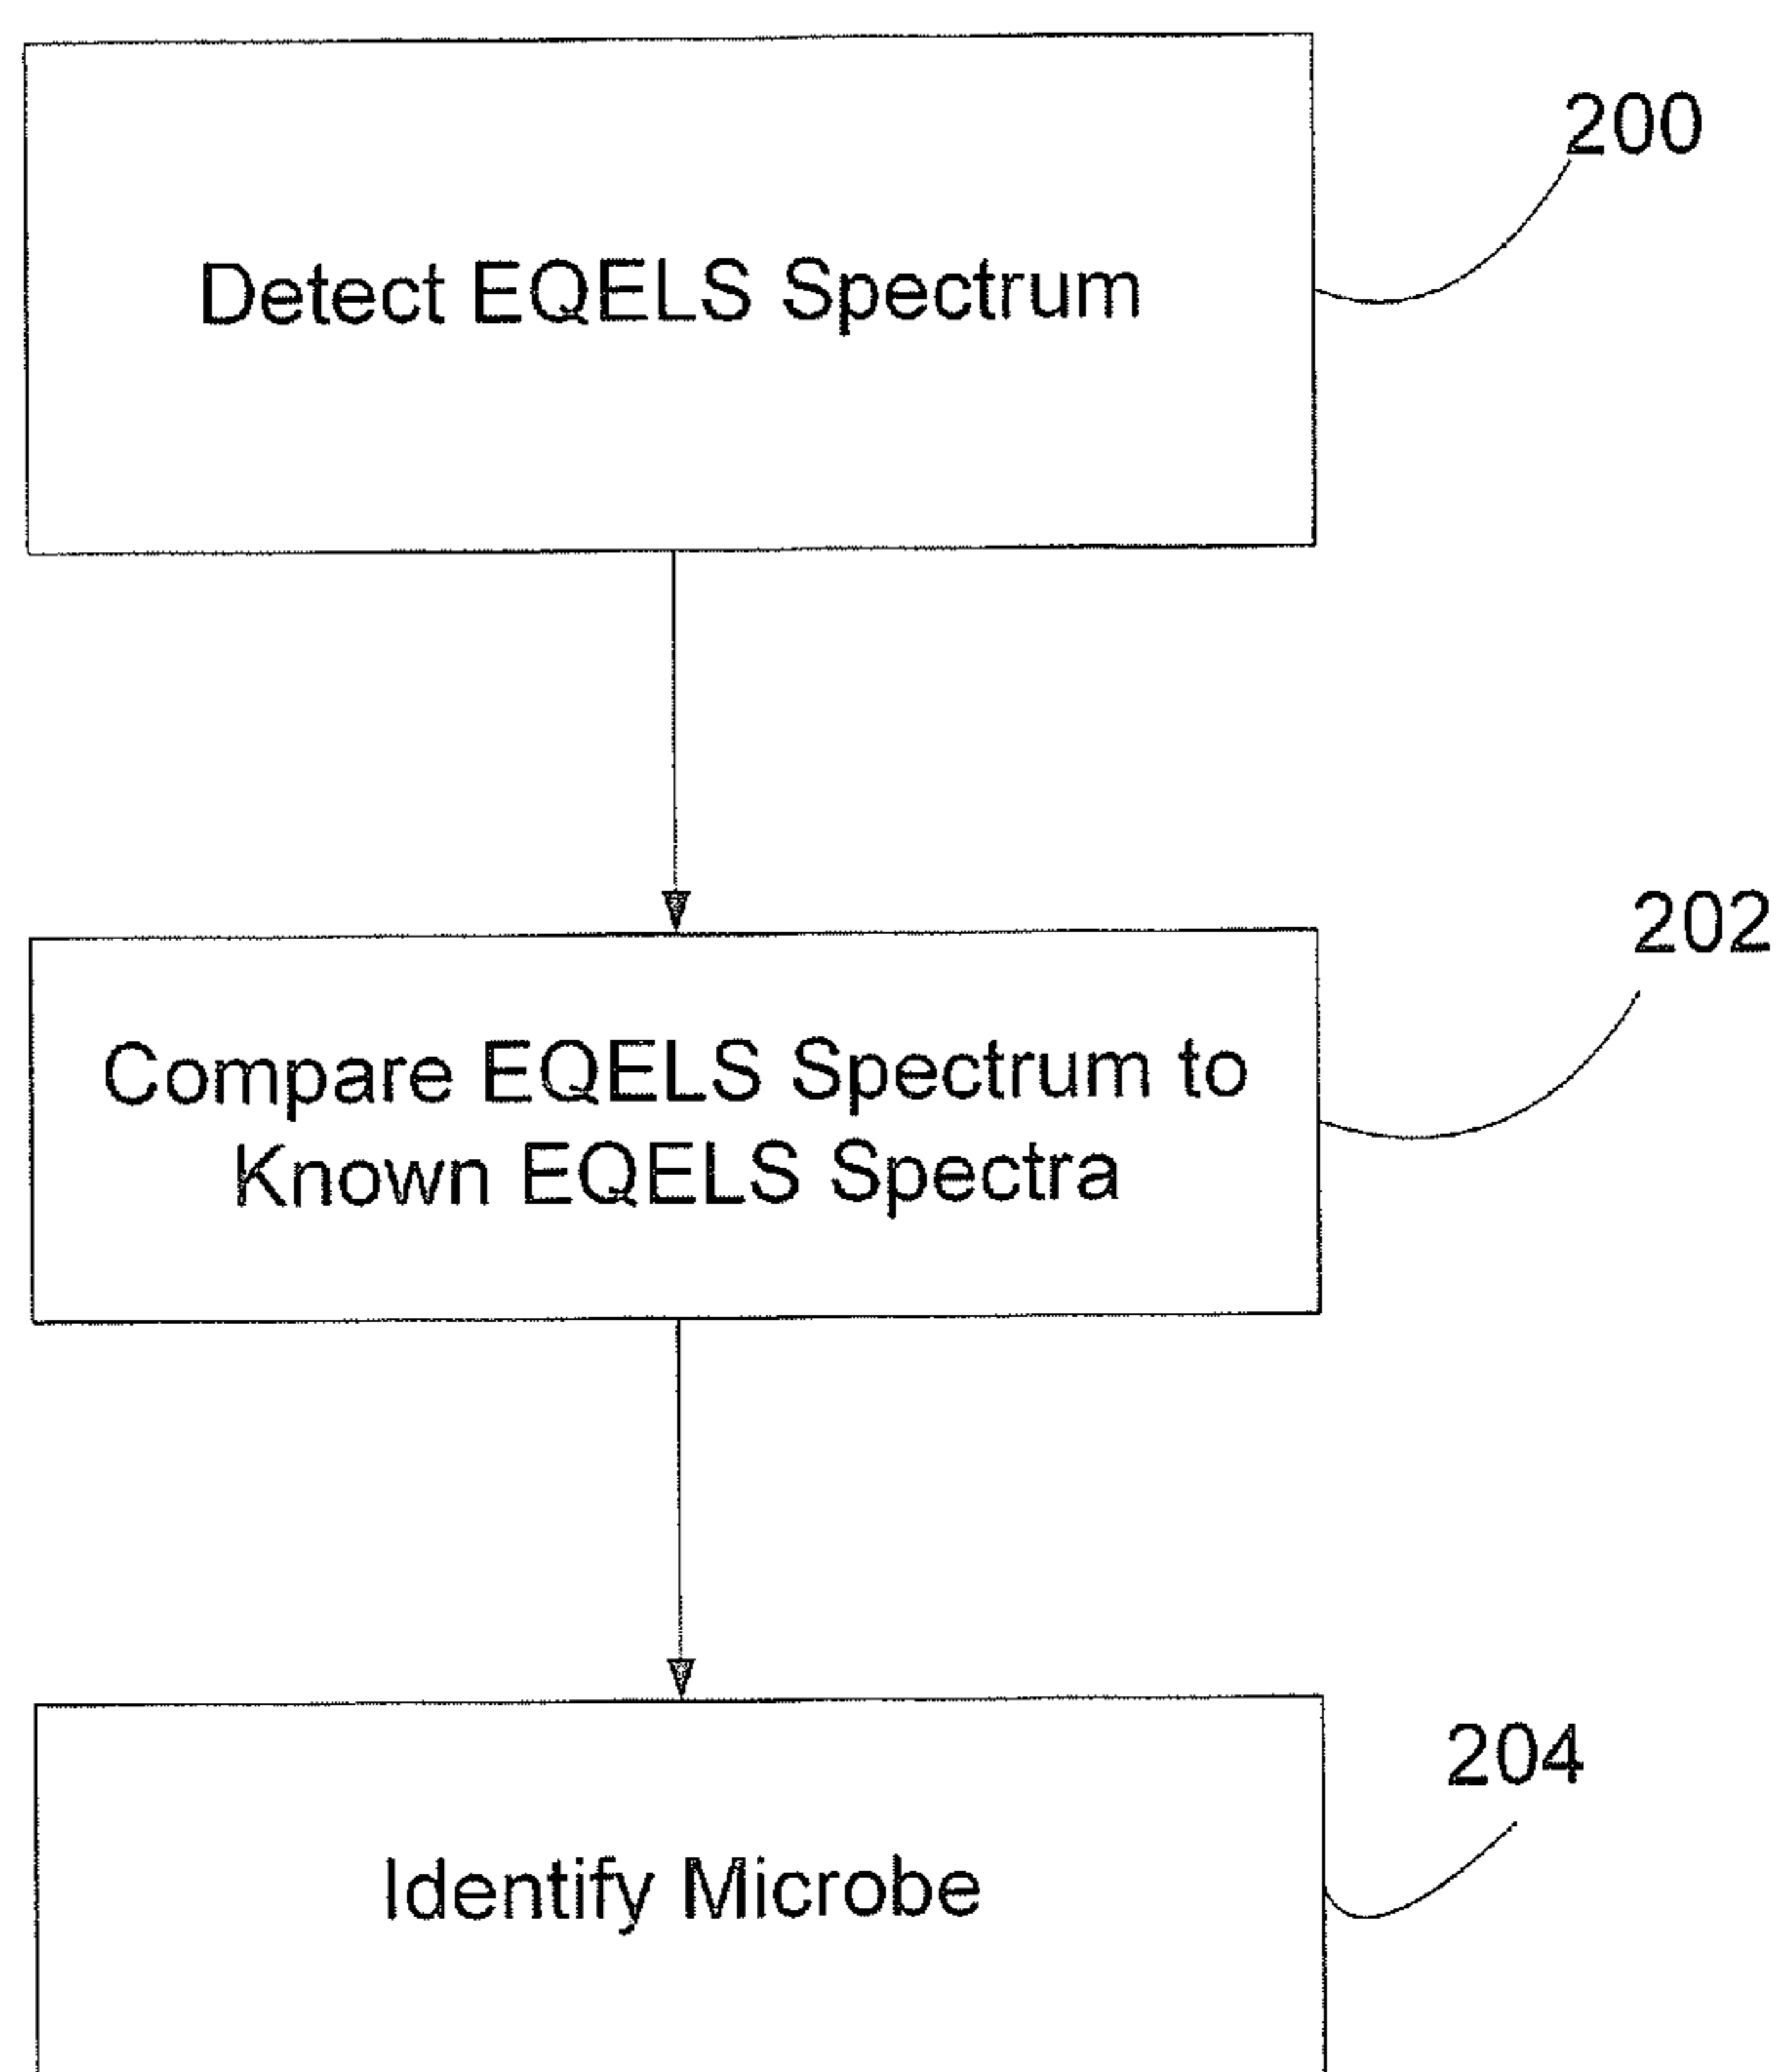 200
Detect EQELS Spectrum
202
Compare EQELS Spectrum to
Known EQELS Spectra
204
Identify Microbe